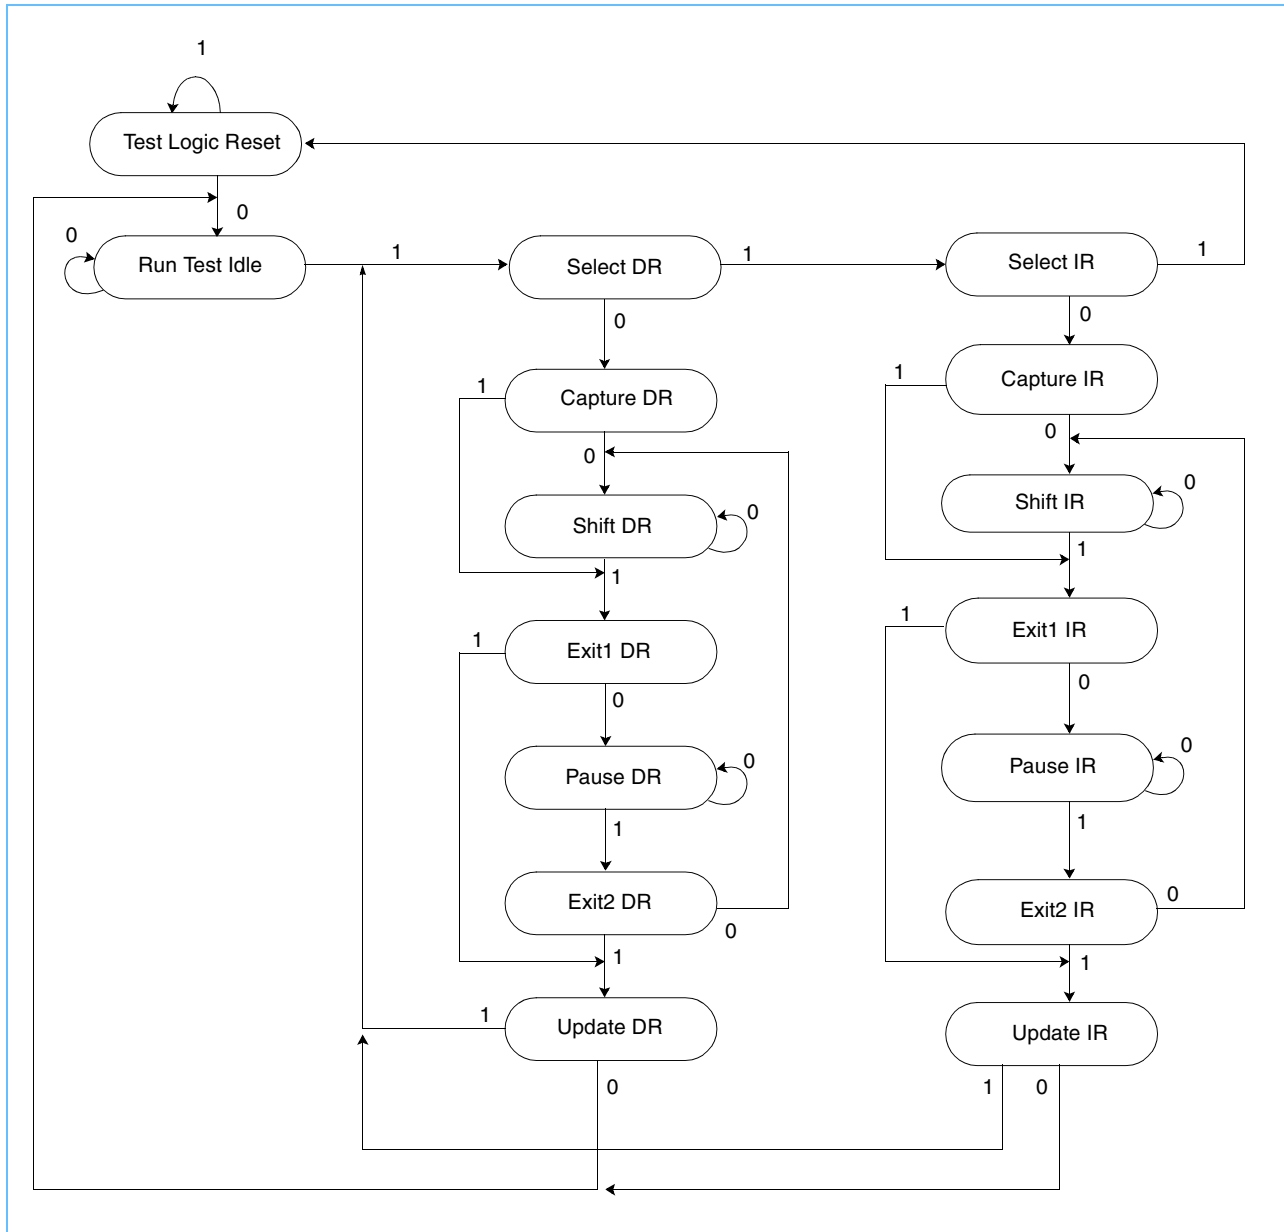 1
Test Logic Reset
0
0
Run Test Idle
1
Select DR
1
Select IR
1
0
0
1
Capture DR
1
Capture IR
0
0
Shift DR
0
Shift IR
0
1
1
1
Exit1 DR
1
Exit1 IR
0
0
Pause DR
0
Pause IR
0
1
1
Exit2 DR
0
Exit2 IR
0
1
1
1
Update DR
Update IR
0
1
0